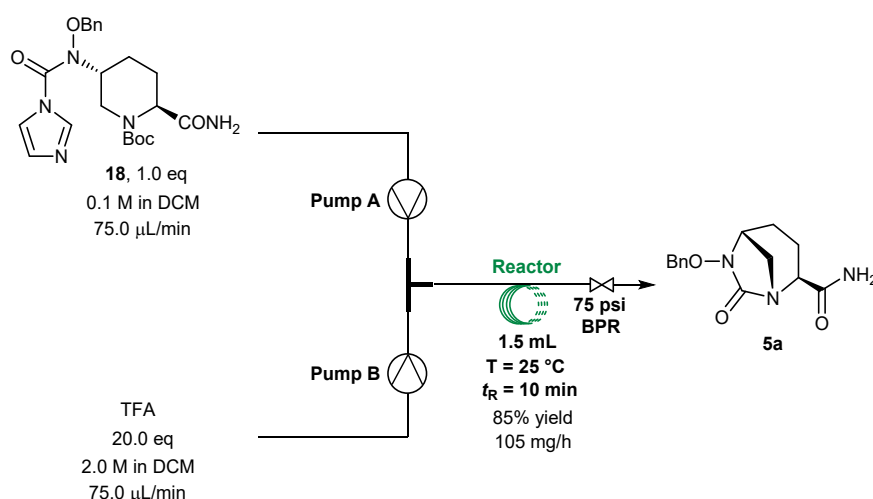 OBn
O
N
N
N
N
Boc
CONH2
18, 1.0 eq
0.1 M in DCM
75.0 µL/min
Pump A
Reactor
75 psi
BPR
1.5 mL
T = 25 °C
tR = 10 min
85% yield
105 mg/h
Pump B
TFA
20.0 eq
2.0 M in DCM
75.0 µL/min
BnO
N
O
N
NH2
O
5a